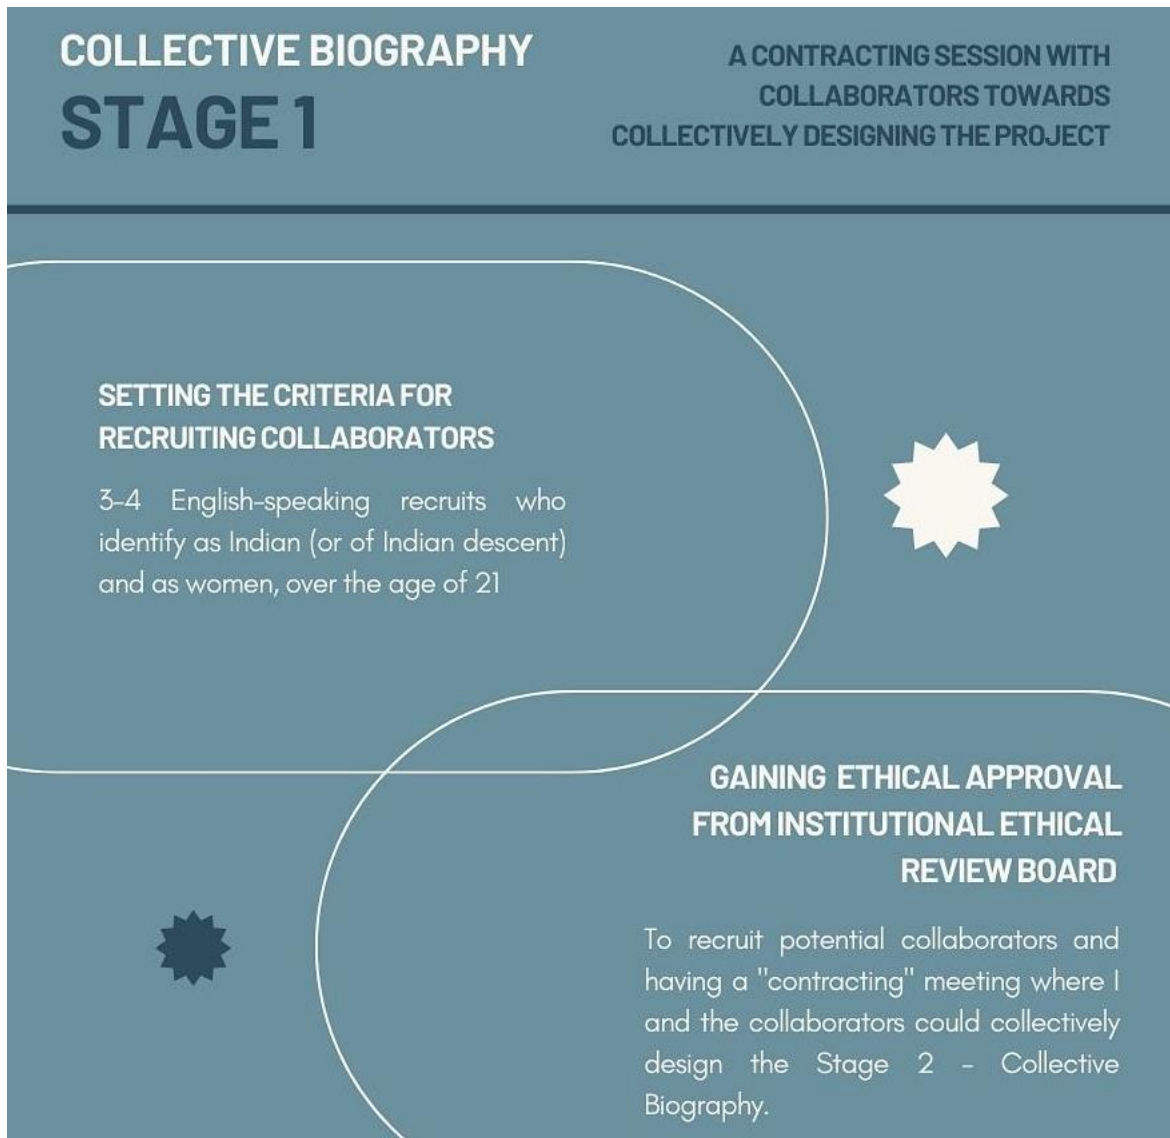 COLLECTIVE BIOGRAPHY
STAGE 1
A CONTRACTING SESSION WITH
COLLABORATORS TOWARDS
COLLECTIVELY DESIGNING THE PROJECT
SETTING THE CRITERIA FOR
RECRUITING COLLABORATORS
3-4 English-speaking recruits who
identify as Indian (or of Indian descent)
and as women, over the age of 21
GAINING ETHICAL APPROVAL
FROM INSTITUTIONAL ETHICAL
REVIEW BOARD
To recruit potential collaborators and
having a "contracting" meeting where I
and the collaborators could collectively
design the Stage 2 - Collective
Biography.